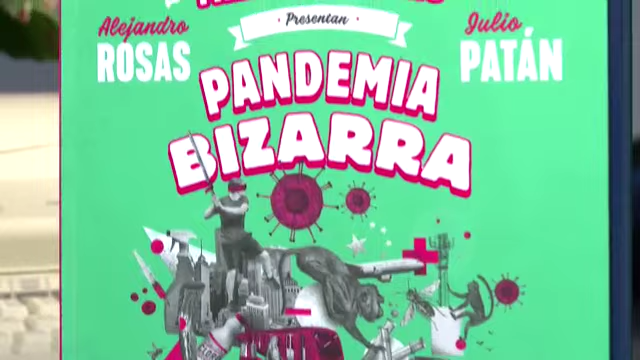 Presentan
Alejandro
ROSAS
Julio
PATÁN
PANDEMIA
BIZARRA